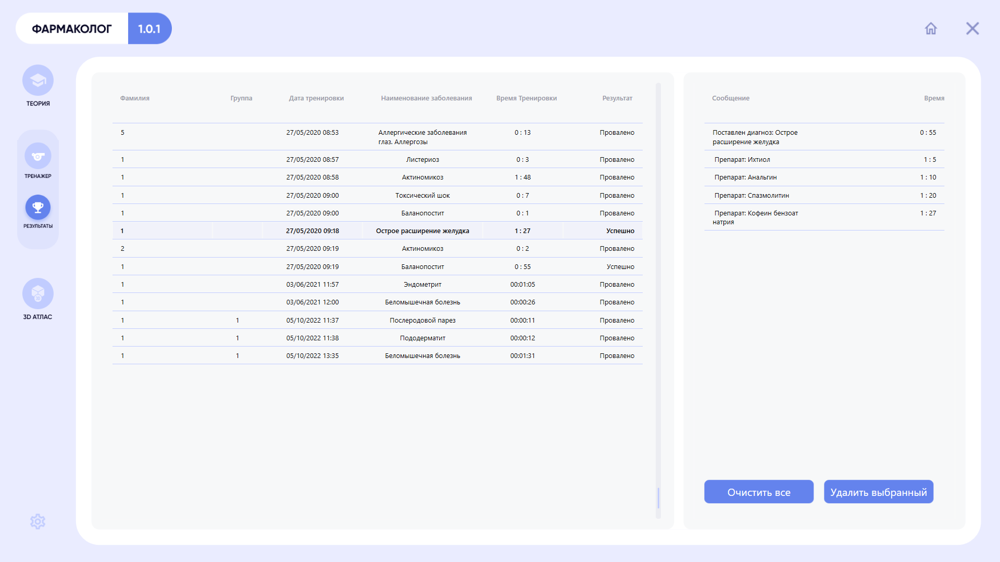 ФАРМАКОЛОГ 1.0.1
ТЕОРИЯ
ТРЕНАЖЕР
РЕЗУЛЬТАТЫ
3D АТЛАС
Фамилия Группа Дата тренировки Наименование заболевания Время Тренировки Результат
5 27/05/2020 08:53 Аллергические заболевания 0 : 13 Провалено
глаз. Аллергозы
1 27/05/2020 08:57 Листериоз 0 : 3 Провалено
1 27/05/2020 08:58 Актиномикоз 1 : 48 Провалено
1 27/05/2020 09:00 Токсический шок 0 : 7 Провалено
1 27/05/2020 09:00 Баланопостит 0 : 1 Провалено
1 27/05/2020 09:18 Острое расширение желудка 1 : 27 Успешно
2 27/05/2020 09:19 Актиномикоз 0 : 2 Провалено
1 27/05/2020 09:19 Баланопостит 0 : 55 Успешно
1 03/06/2021 11:57 Эндометрит 00:01:05 Провалено
1 03/06/2021 12:00 Беломышечная болезнь 00:00:26 Провалено
1 1 05/10/2022 11:37 Послеродовой парез 00:00:11 Провалено
1 1 05/10/2022 11:38 Пододерматит 00:00:12 Провалено
1 1 05/10/2022 13:35 Беломышечная болезнь 00:01:31 Провалено
Сообщение Время
Поставлен диагноз: Острое 0 : 55
расширение желудка
Препарат: Ихтиол 1 : 5
Препарат: Анальгин 1 : 10
Препарат: Спазмолитин 1 : 20
Препарат: Кофеин бензоат 1 : 27
натрия
Очистить все Удалить выбранный